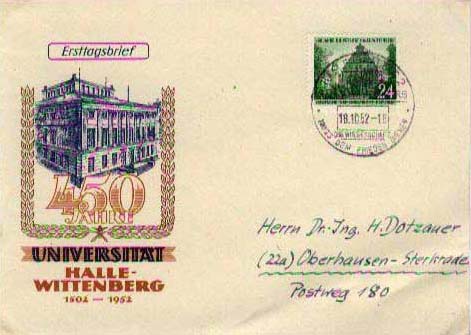 Ersttagsbrief
24
18.10.52-18
450
JAHRE
UNIVERSITÄT
HALLE-
WITTENBERG
1502 — 1952
Herrn Dr.-Ing. H. Dotzauer
(22a) Oberhausen-Sterkrade
Postweg 180